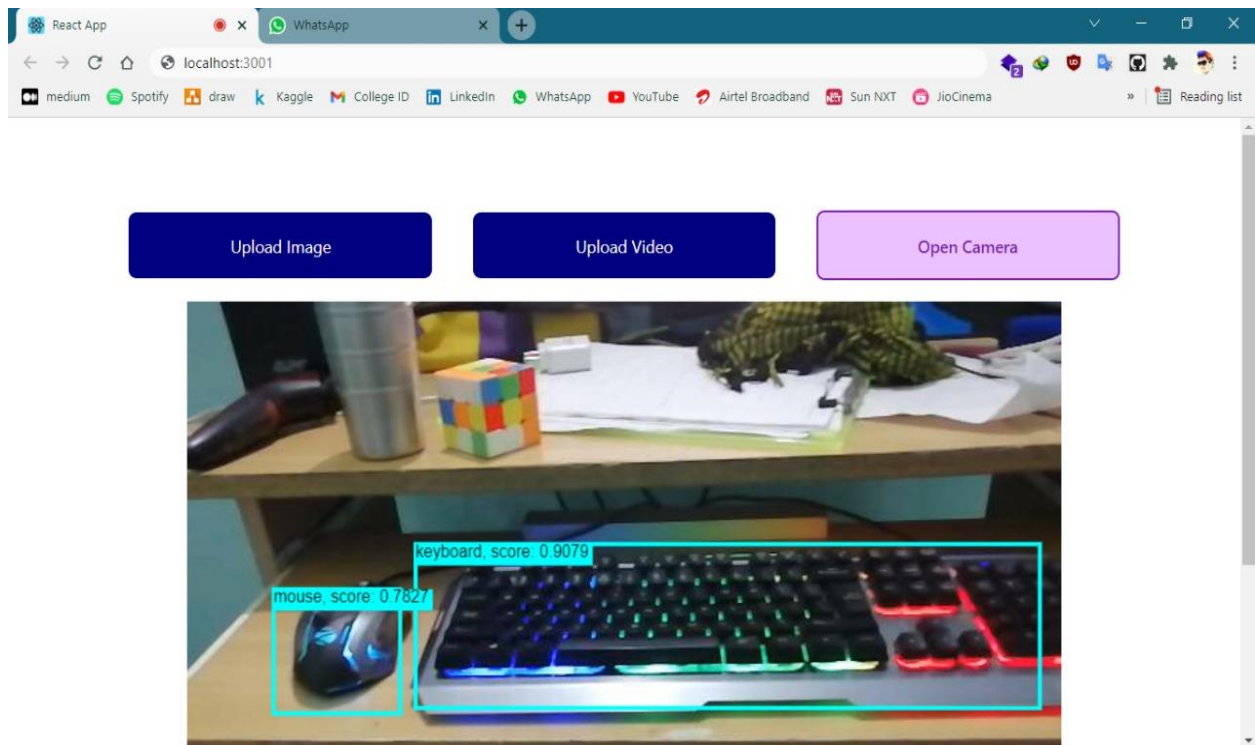 React App
WhatsApp
localhost:3001
2
medium Spotify draw Kaggle College ID LinkedIn WhatsApp YouTube Airtel Broadband Sun NXT JioCinema » Reading list
Upload Image Upload Video Open Camera
keyboard, score: 0.9079
mouse, score: 0.7827